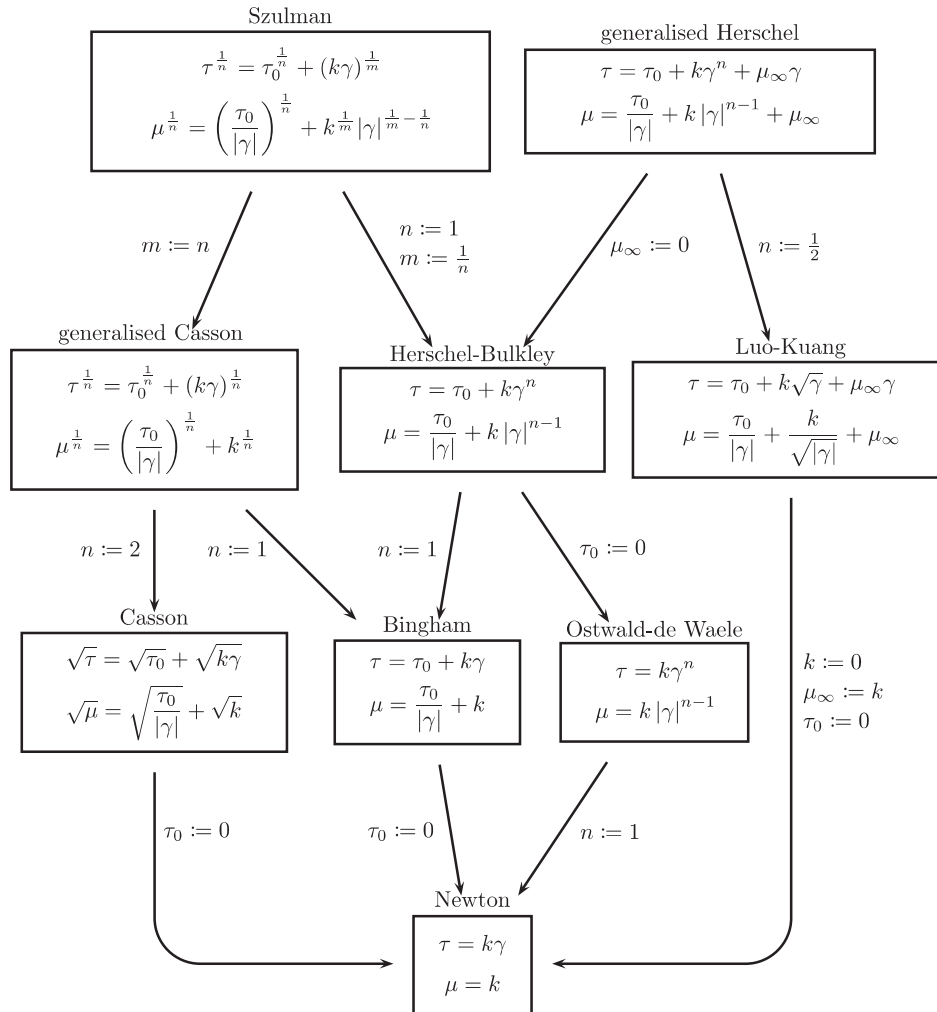 Szulman
τ^{1/n} = τ_0^{1/n} + (kγ)^{1/m}
μ^{1/n} = (τ_0/|γ|)^{1/n} + k^{1/m} |γ|^{1/m − 1/n}
generalised Herschel
τ = τ_0 + kγ^n + μ_∞γ
μ = τ_0/|γ| + k |γ|^{n−1} + μ_∞
m := n
n := 1
m := 1/n
μ_∞ := 0
n := 1/2
generalised Casson
τ^{1/n} = τ_0^{1/n} + (kγ)^{1/n}
μ^{1/n} = (τ_0/|γ|)^{1/n} + k^{1/n}
Herschel-Bulkley
τ = τ_0 + kγ^n
μ = τ_0/|γ| + k |γ|^{n−1}
Luo-Kuang
τ = τ_0 + k√γ + μ_∞γ
μ = τ_0/|γ| + k/√|γ| + μ_∞
n := 2
n := 1
n := 1
τ_0 := 0
Casson
√τ = √τ_0 + √(kγ)
√μ = √(τ_0/|γ|) + √k
Bingham
τ = τ_0 + kγ
μ = τ_0/|γ| + k
Ostwald-de Waele
τ = kγ^n
μ = k |γ|^{n−1}
k := 0
μ_∞ := k
τ_0 := 0
τ_0 := 0
τ_0 := 0
n := 1
Newton
τ = kγ
μ = k